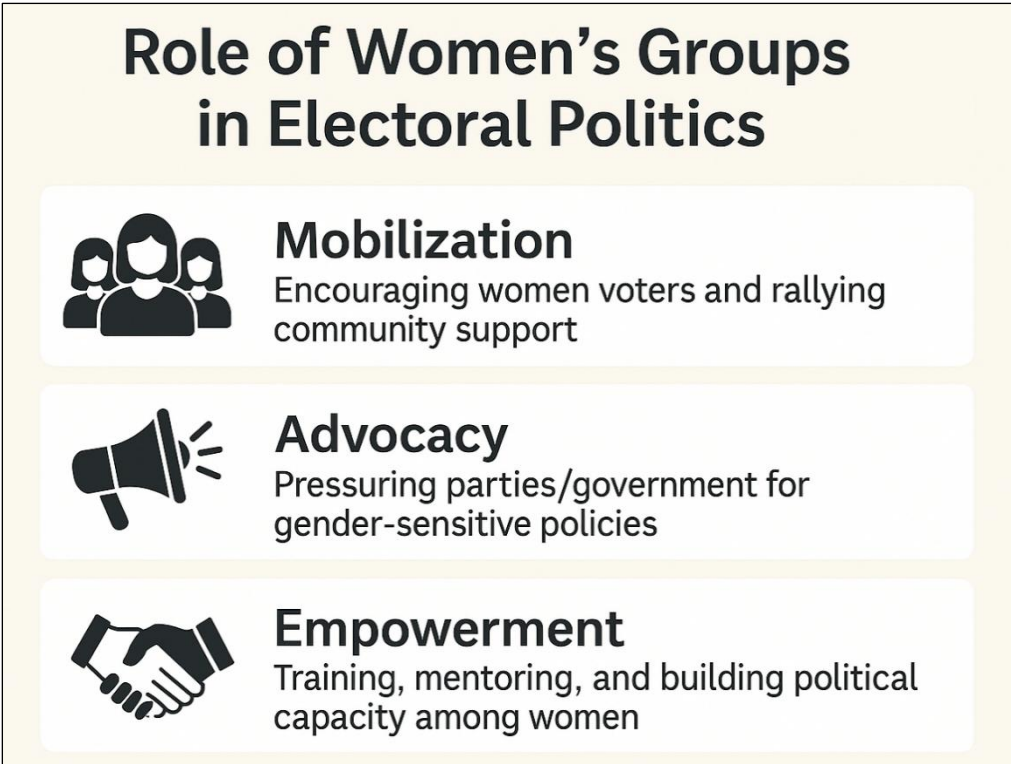 Role of Women’s Groups
in Electoral Politics
Mobilization
Encouraging women voters and rallying
community support
Advocacy
Pressuring parties/government for
gender-sensitive policies
Empowerment
Training, mentoring, and building political
capacity among women